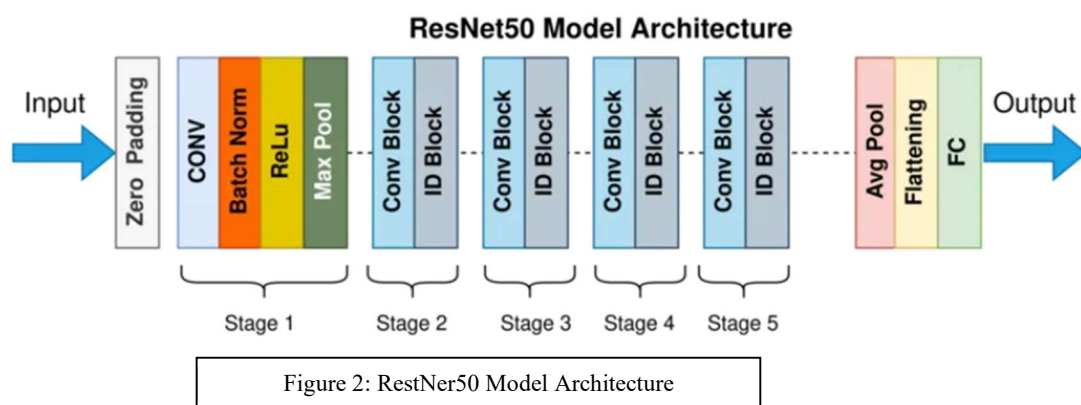 ResNet50 Model Architecture
Input
Zero Padding
CONV
Batch Norm
ReLu
Max Pool
Conv Block
ID Block
Conv Block
ID Block
Conv Block
ID Block
Conv Block
ID Block
Avg Pool
Flattening
FC
Output
Stage 1
Stage 2
Stage 3
Stage 4
Stage 5
Figure 2: RestNer50 Model Architecture